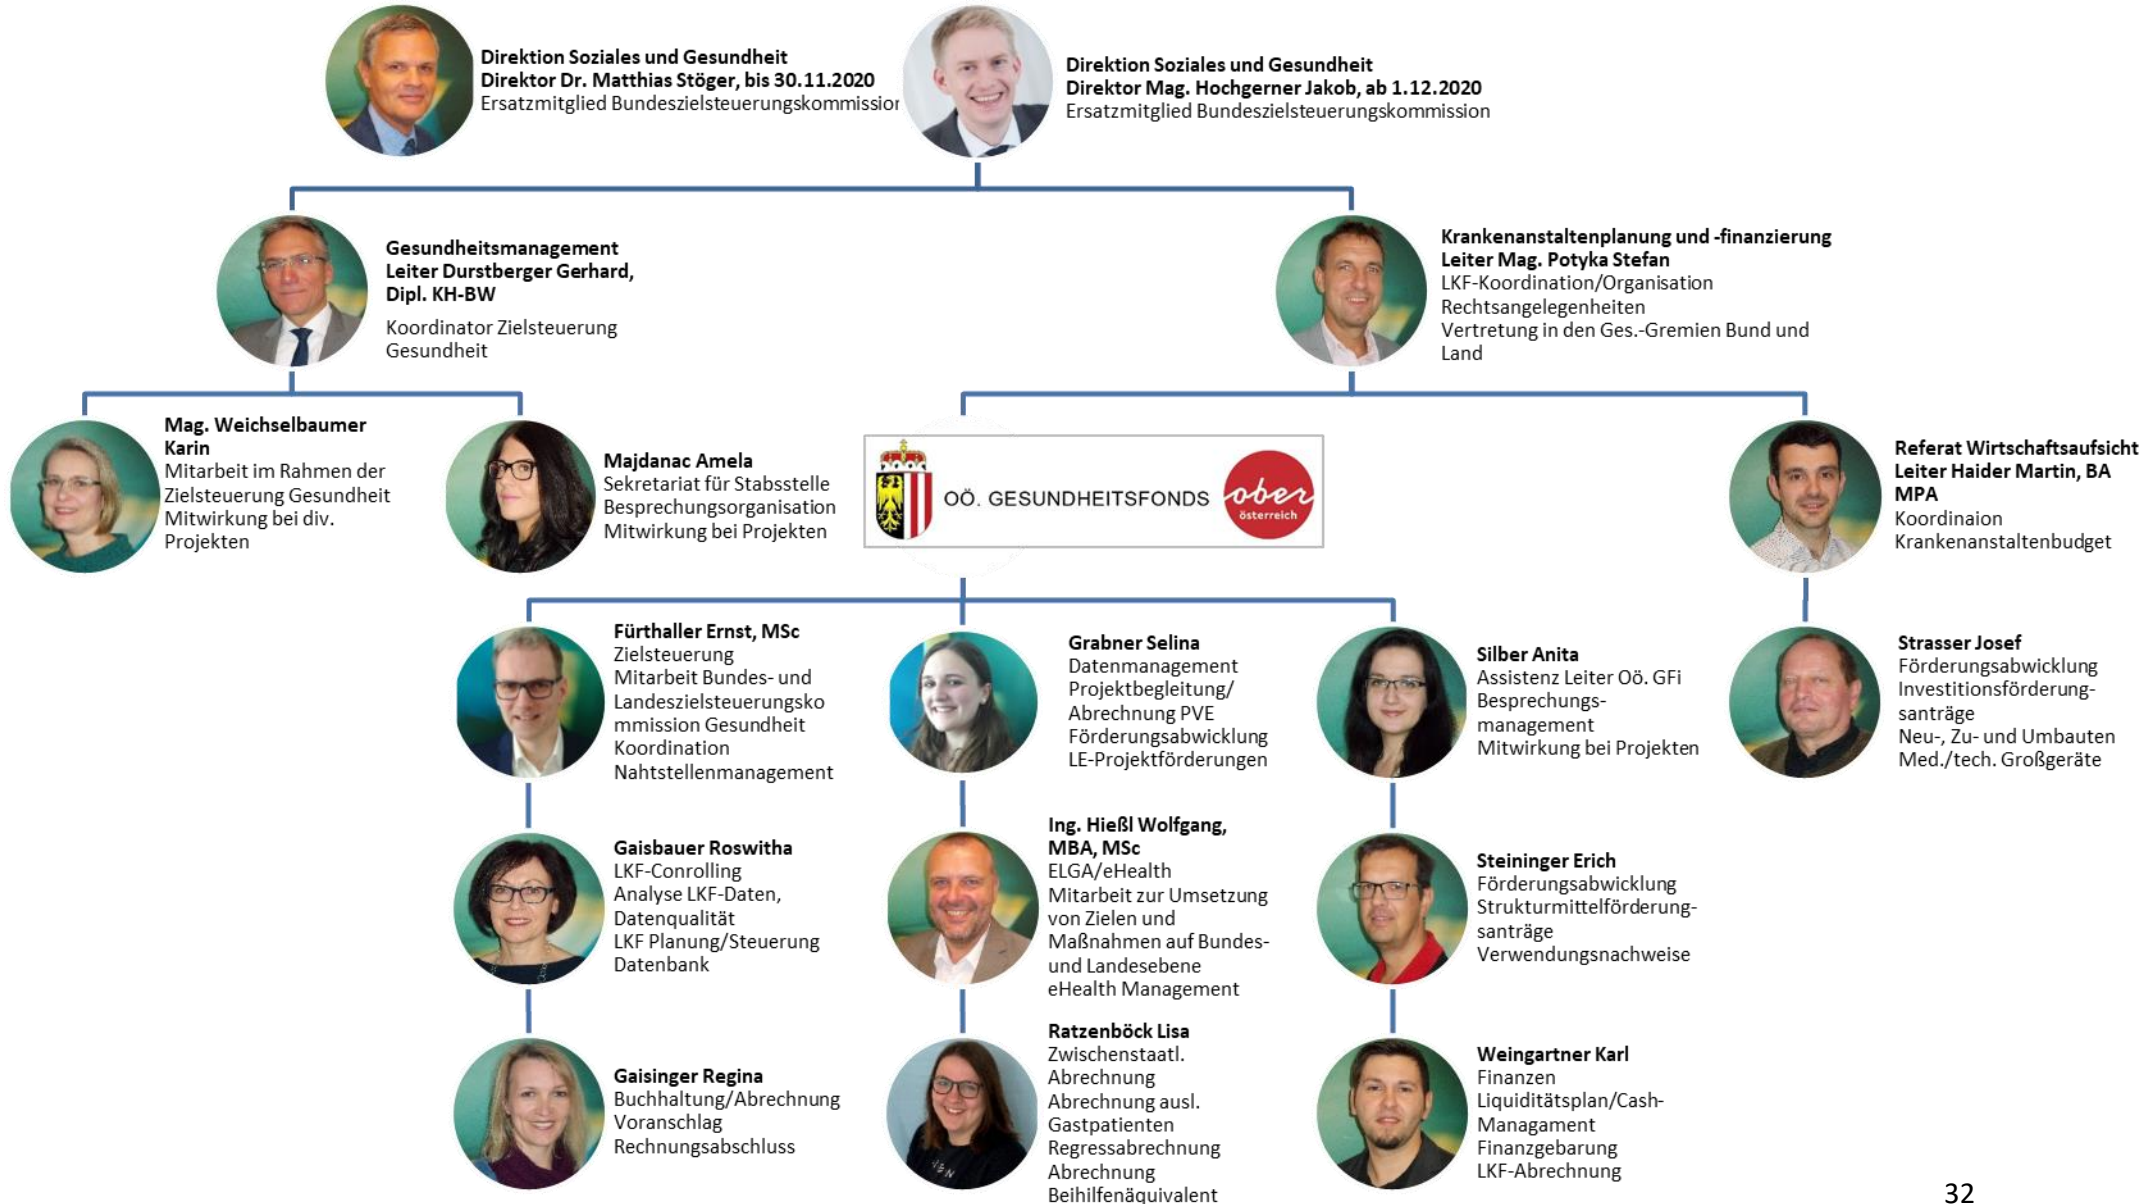 Direktion Soziales und Gesundheit
Direktor Dr. Matthias Stöger, bis 30.11.2020
Ersatzmitglied Bundeszielsteuerungskommission
Direktion Soziales und Gesundheit
Direktor Mag. Hochgerner Jakob, ab 1.12.2020
Ersatzmitglied Bundeszielsteuerungskommission
Gesundheitsmanagement
Leiter Durstberger Gerhard,
Dipl. KH-BW
Koordinator Zielsteuerung
Gesundheit
Krankenanstaltenplanung und -finanzierung
Leiter Mag. Potyka Stefan
LKF-Koordination/Organisation
Rechtsangelegenheiten
Vertretung in den Ges.-Gremien Bund und
Land
Mag. Weichselbaumer
Karin
Mitarbeit im Rahmen der
Zielsteuerung Gesundheit
Mitwirkung bei div.
Projekten
Majdanac Amela
Sekretariat für Stabsstelle
Besprechungsorganisation
Mitwirkung bei Projekten
OÖ. GESUNDHEITSFONDS
ober
österreich
Referat Wirtschaftsaufsicht
Leiter Haider Martin, BA
MPA
Koordinaion
Krankenanstaltenbudget
Fürthaller Ernst, MSc
Zielsteuerung
Mitarbeit Bundes- und
Landeszielsteuerungsko
mmission Gesundheit
Koordination
Nahtstellenmanagement
Grabner Selina
Datenmanagement
Projektbegleitung/
Abrechnung PVE
Förderungsabwicklung
LE-Projektförderungen
Silber Anita
Assistenz Leiter Oö. GFi
Besprechungs-
management
Mitwirkung bei Projekten
Strasser Josef
Förderungsabwicklung
Investitionsförderung-
santräge
Neu-, Zu- und Umbauten
Med./tech. Großgeräte
Gaisbauer Roswitha
LKF-Conrolling
Analyse LKF-Daten,
Datenqualität
LKF Planung/Steuerung
Datenbank
Ing. Hießl Wolfgang,
MBA, MSc
ELGA/eHealth
Mitarbeit zur Umsetzung
von Zielen und
Maßnahmen auf Bundes-
und Landesebene
eHealth Management
Steininger Erich
Förderungsabwicklung
Strukturmittelförderung-
santräge
Verwendungsnachweise
Gaisinger Regina
Buchhaltung/Abrechnung
Voranschlag
Rechnungsabschluss
Ratzenböck Lisa
Zwischenstaatl.
Abrechnung
Abrechnung ausl.
Gastpatienten
Regressabrechnung
Abrechnung
Beihilfenäquivalent
Weingartner Karl
Finanzen
Liquiditätsplan/Cash-
Managament
Finanzgebarung
LKF-Abrechnung
32